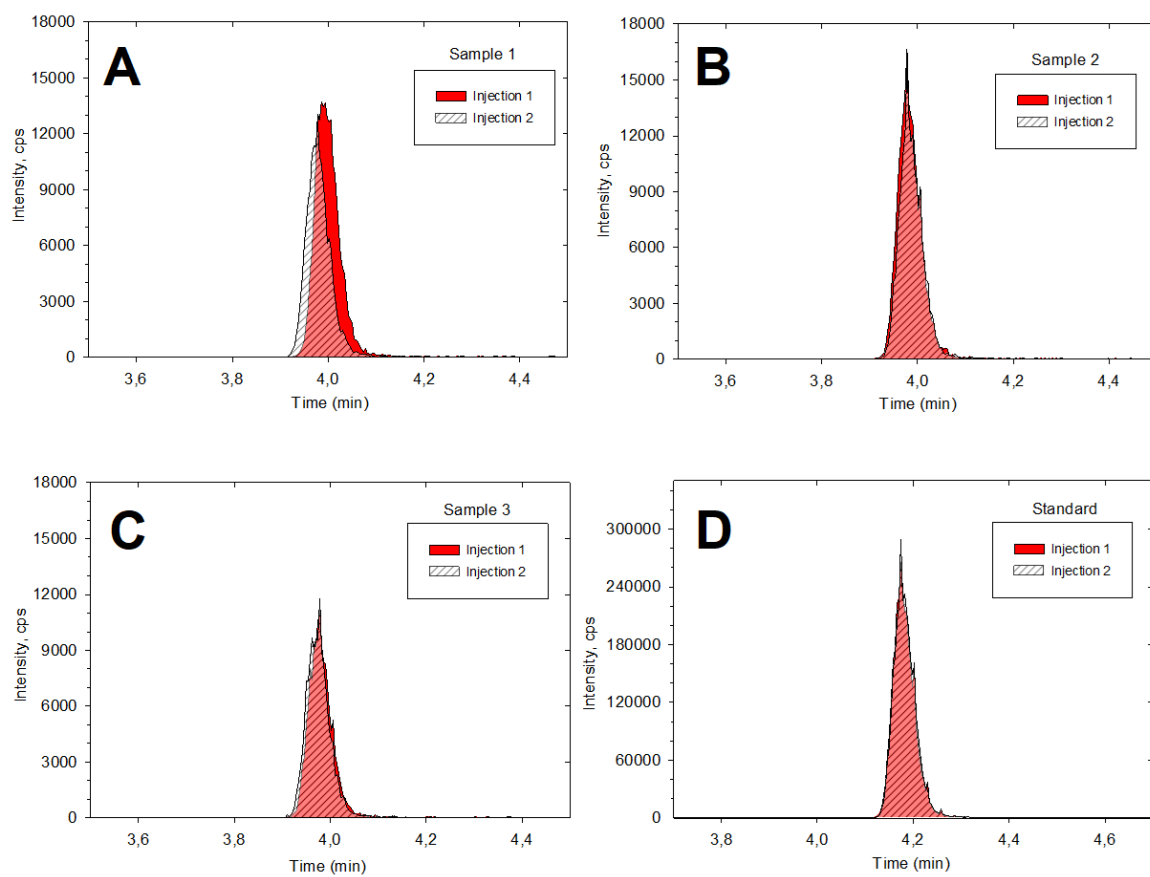 A
Sample 1
Injection 1
Injection 2
Intensity, cps
18000
15000
12000
9000
6000
3000
0
3,6 3,8 4,0 4,2 4,4
Time (min)
B
Sample 2
Injection 1
Injection 2
Intensity, cps
18000
15000
12000
9000
6000
3000
0
3,6 3,8 4,0 4,2 4,4
Time (min)
C
Sample 3
Injection 1
Injection 2
Intensity, cps
18000
15000
12000
9000
6000
3000
0
3,6 3,8 4,0 4,2 4,4
Time (min)
D
Standard
Injection 1
Injection 2
Intensity, cps
300000
240000
180000
120000
60000
0
3,8 4,0 4,2 4,4 4,6
Time (min)